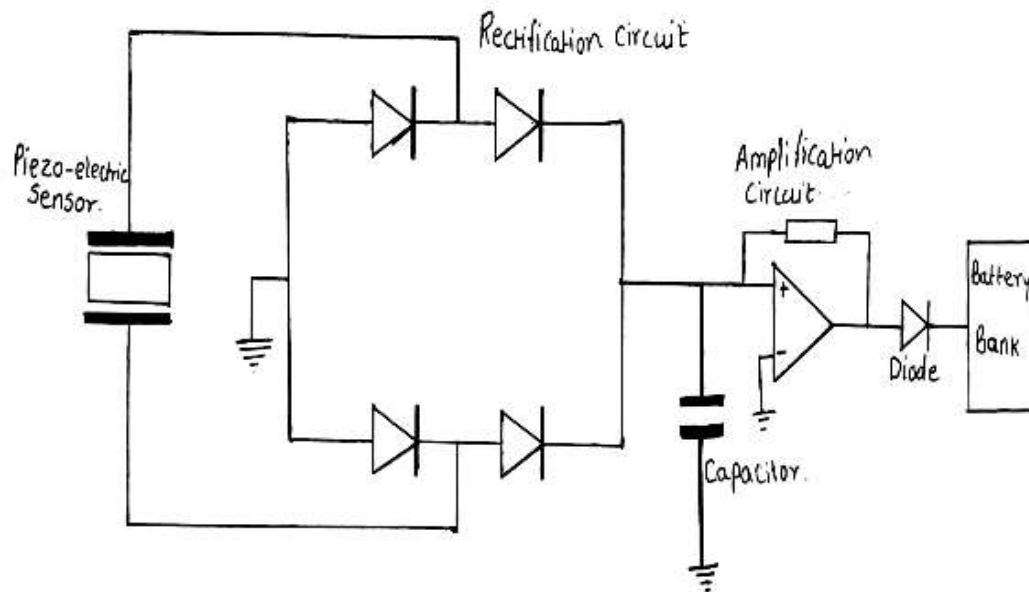 Rectification Circuit
Piezo-electric
Sensor.
Amplification
Circuit.
+
-
Battery
Bank
Diode
Capacitor.